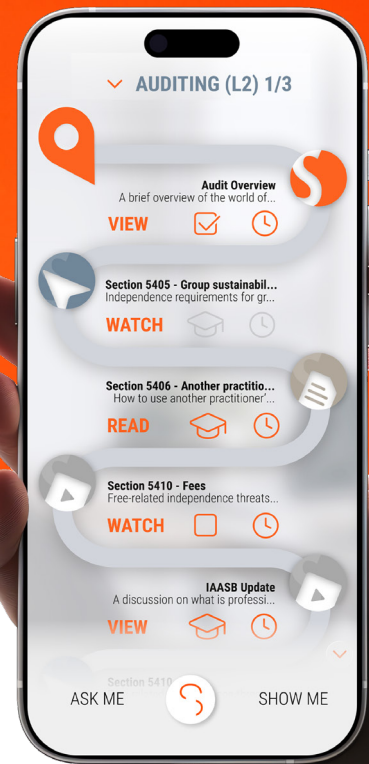 AUDITING (L2) 1/3
Audit Overview
A brief overview of the world of...
VIEW
Section 5405 - Group sustainabil...
Independence requirements for gr...
WATCH
Section 5406 - Another practitio...
How to use another practitioner'...
READ
Section 5410 - Fees
Free-related independence threats...
WATCH
IAASB Update
A discussion on what is professi...
VIEW
Section 5410
ASK ME
SHOW ME